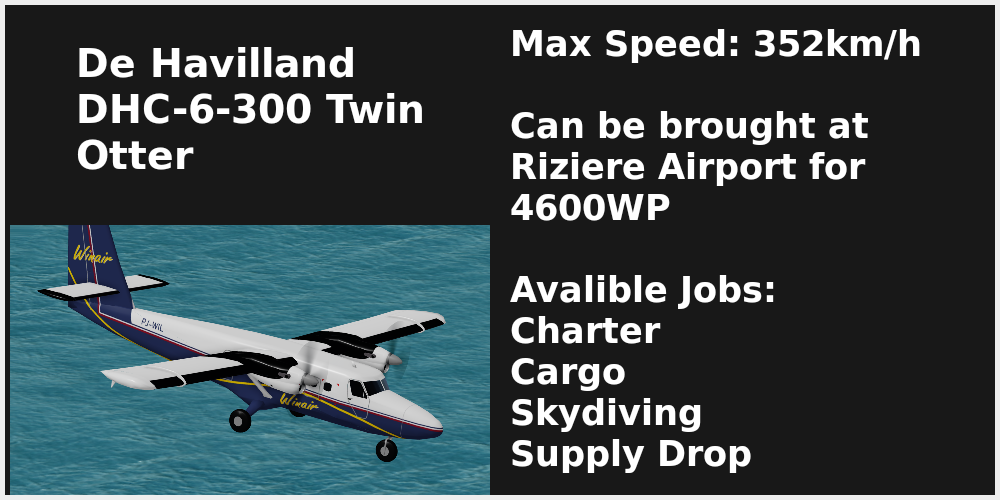 De Havilland
DHC-6-300 Twin
Otter
Max Speed: 352km/h
Can be brought at
Riziere Airport for
4600WP
Avalible Jobs:
Charter
Cargo
Skydiving
Supply Drop
Winair
PJ-WIL
Winair